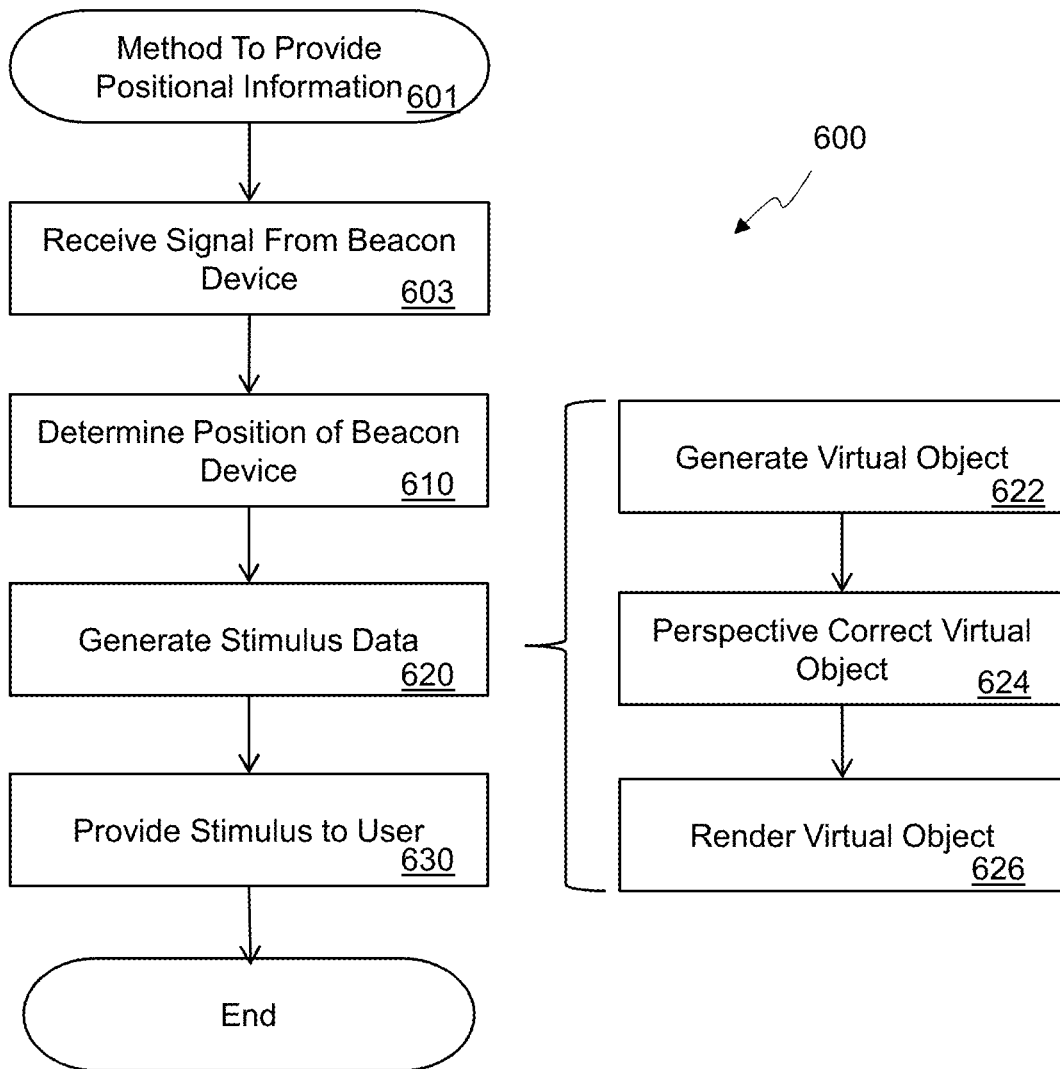 Method To Provide
Positional Information
601
600
Receive Signal From Beacon
Device
603
Determine Position of Beacon
Device
610
Generate Stimulus Data
620
Provide Stimulus to User
630
End
Generate Virtual Object
622
Perspective Correct Virtual
Object
624
Render Virtual Object
626